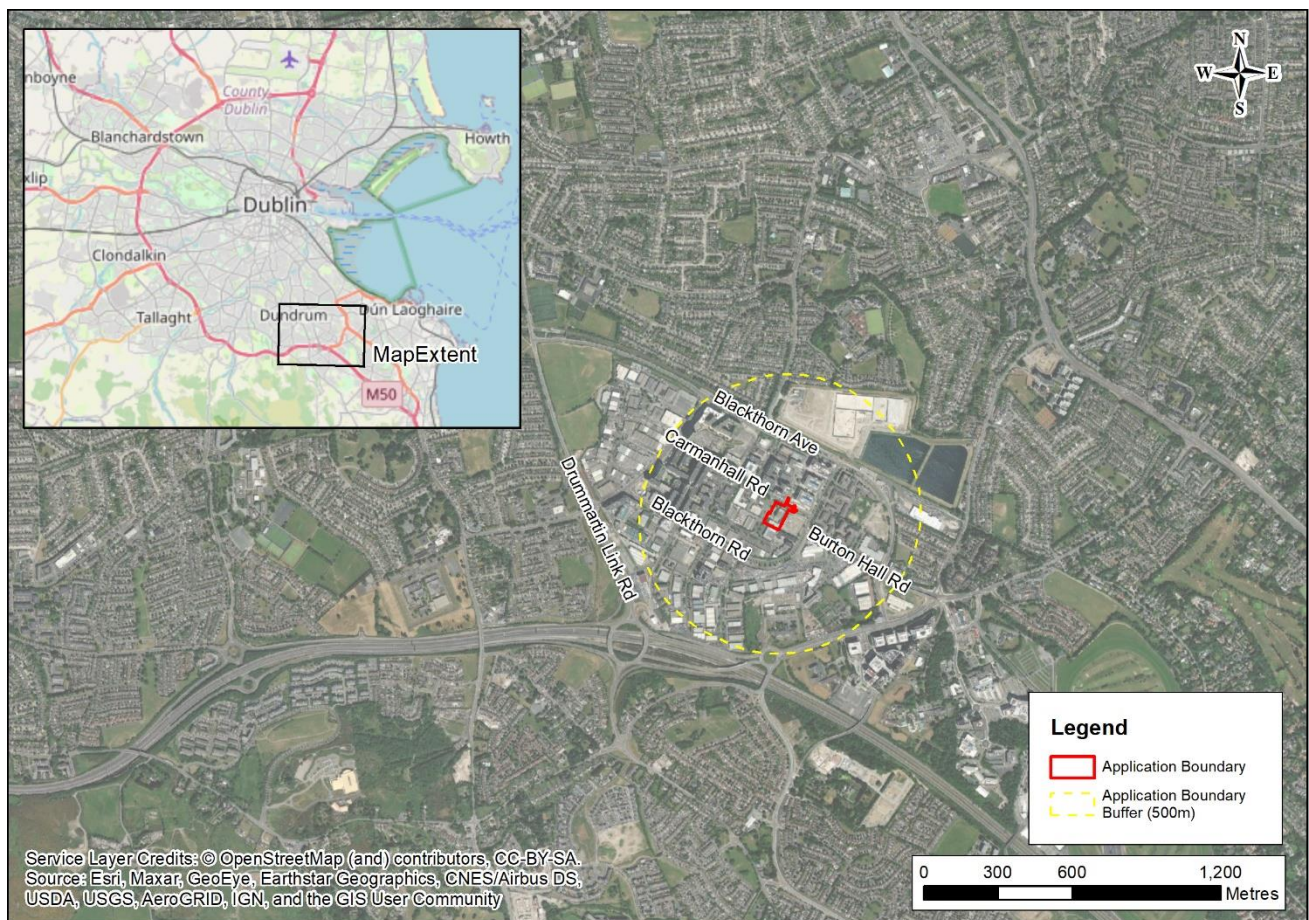 nboyne
County
Dublin
Blanchardstown
Howth
xlip
Dublin
Clondalkin
Tallaght
Dundrum
Dún Laoghaire
MapExtent
M50
N
W E
S
Blackthorn Ave
Carmanhall Rd
Drummartin Link Rd
Blackthorn Rd
Burton Hall Rd
Legend
Application Boundary
Application Boundary
Buffer (500m)
Service Layer Credits: © OpenStreetMap (and) contributors, CC-BY-SA.
Source: Esri, Maxar, GeoEye, Earthstar Geographics, CNES/Airbus DS,
USDA, USGS, AeroGRID, IGN, and the GIS User Community
0 300 600 1,200
Metres